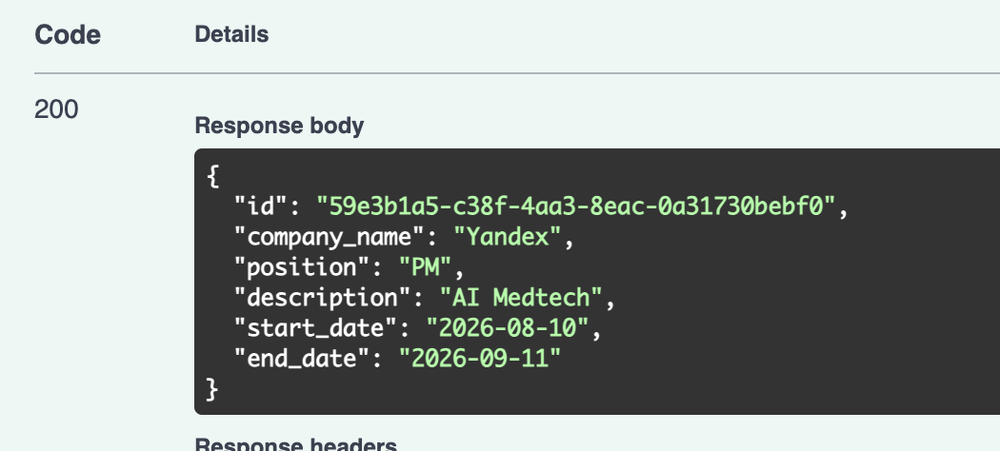 Code Details
200
Response body
{
  "id": "59e3b1a5-c38f-4aa3-8eac-0a31730bebf0",
  "company_name": "Yandex",
  "position": "PM",
  "description": "AI Medtech",
  "start_date": "2026-08-10",
  "end_date": "2026-09-11"
}
Response headers